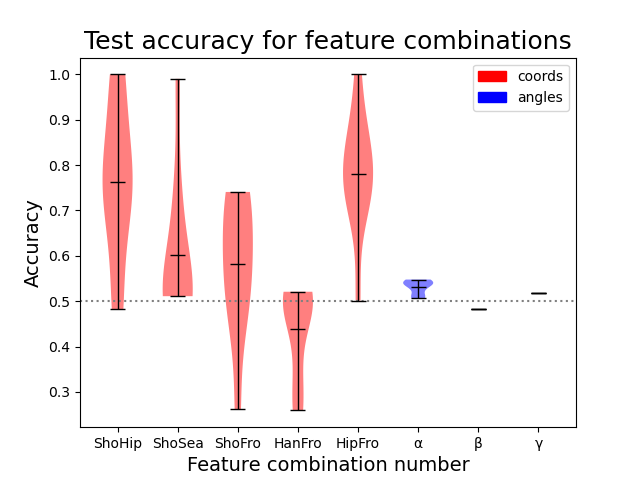 Test accuracy for feature combinations
coords
angles
Accuracy
1.0
0.9
0.8
0.7
0.6
0.5
0.4
0.3
ShoHip ShoSea ShoFro HanFro HipFro α β γ
Feature combination number